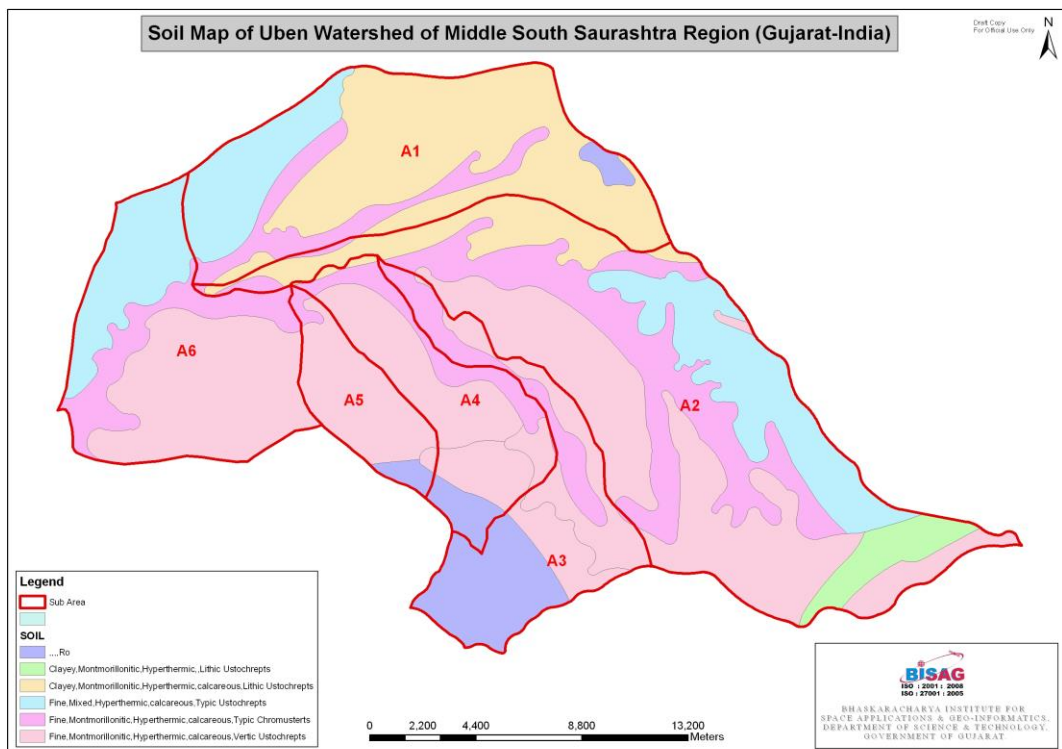 Soil Map of Uben Watershed of Middle South Saurashtra Region (Gujarat-India)
Draft Copy
For Official Use Only
N
A1
A6
A5
A4
A2
A3
Legend
Sub Area
SOIL
,,,,Ro
Clayey,Montmorillonitic,Hyperthermic,,Lithic Ustochrepts
Clayey,Montmorillonitic,Hyperthermic,calcareous,Lithic Ustochrepts
Fine,Mixed,Hyperthermic,calcareous,Typic Ustochrepts
Fine,Montmorillonitic,Hyperthermic,calcareous,Typic Chromusterts
Fine,Montmorillonitic,Hyperthermic,calcareous,Vertic Ustochrepts
0 2,200 4,400 8,800 13,200
Meters
BISAG
ISO : 2001 : 2008
ISO : 27001 : 2005
BHASKARACHARYA INSTITUTE FOR
SPACE APPLICATIONS & GEO-INFORMATICS,
DEPARTMENT OF SCIENCE & TECHNOLOGY,
GOVERNMENT OF GUJARAT